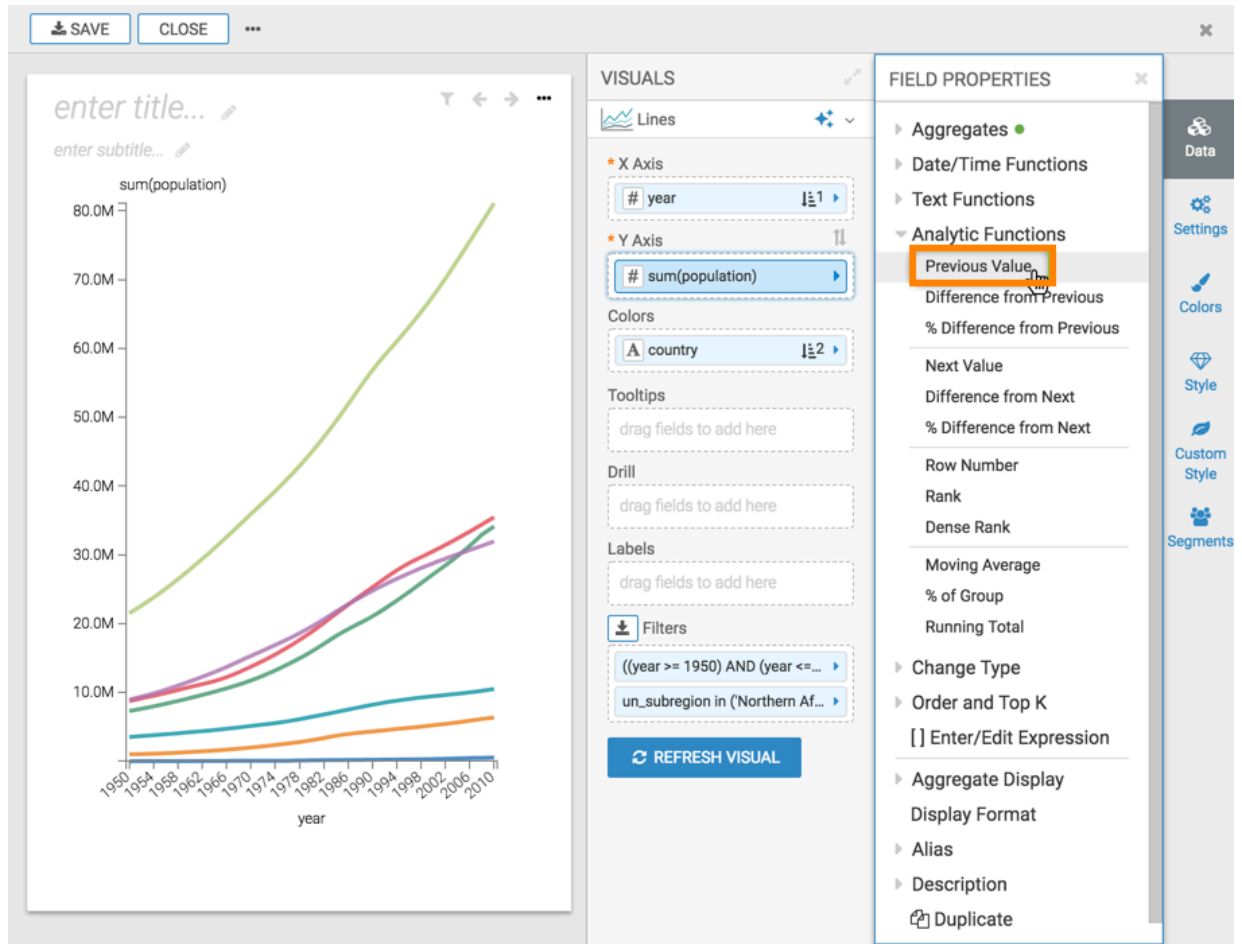 SAVE
CLOSE
enter title...
enter subtitle...
sum(population)
80.0M
70.0M
60.0M
50.0M
40.0M
30.0M
20.0M
10.0M
1950 1954 1958 1962 1966 1970 1974 1978 1982 1986 1990 1994 1998 2002 2006 2010
year
VISUALS
Lines
* X Axis
# year 1
* Y Axis
# sum(population)
Colors
A country 2
Tooltips
drag fields to add here
Drill
drag fields to add here
Labels
drag fields to add here
Filters
((year >= 1950) AND (year <=...
un_subregion in ('Northern Af...
REFRESH VISUAL
FIELD PROPERTIES
Aggregates
Date/Time Functions
Text Functions
Analytic Functions
Previous Value
Difference from Previous
% Difference from Previous
Next Value
Difference from Next
% Difference from Next
Row Number
Rank
Dense Rank
Moving Average
% of Group
Running Total
Change Type
Order and Top K
[ ] Enter/Edit Expression
Aggregate Display
Display Format
Alias
Description
Duplicate
Data
Settings
Colors
Style
Custom
Style
Segments